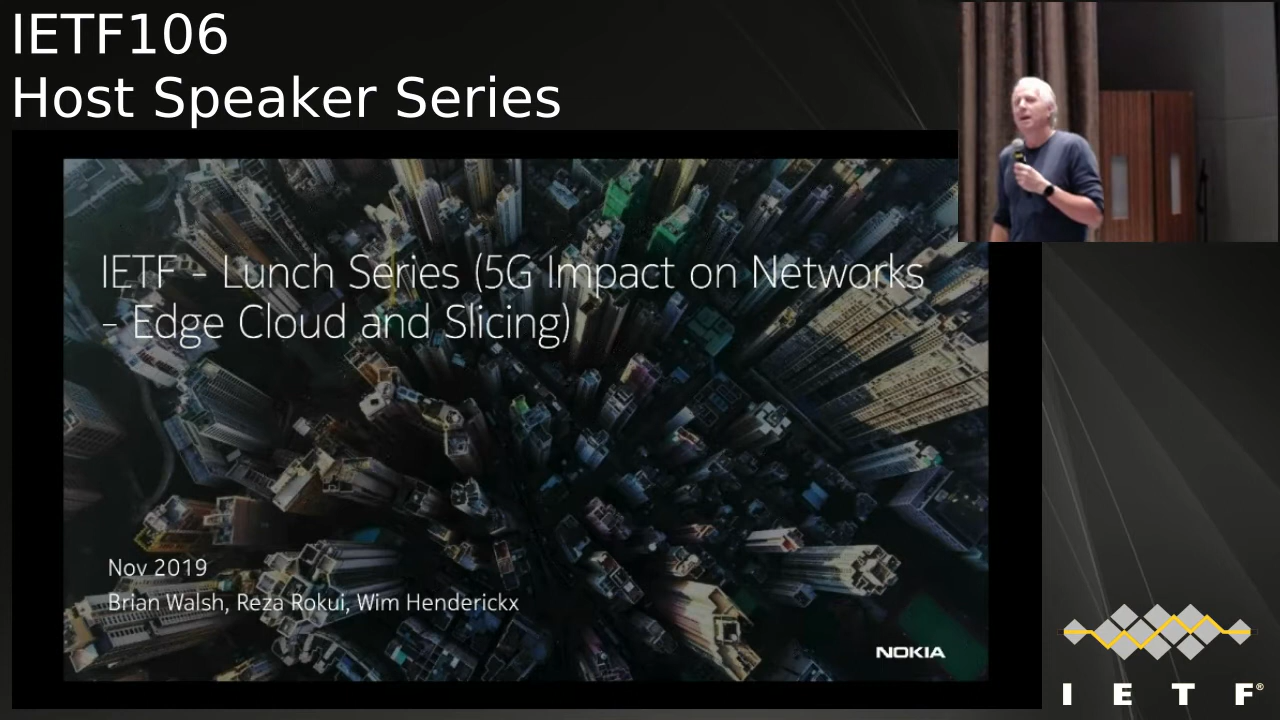 IETF106
Host Speaker Series
IETF - Lunch Series (5G Impact on Networks
- Edge Cloud and Slicing)
Nov 2019
Brian Walsh, Reza Rokui, Wim Henderickx
NOKIA
I E T F®